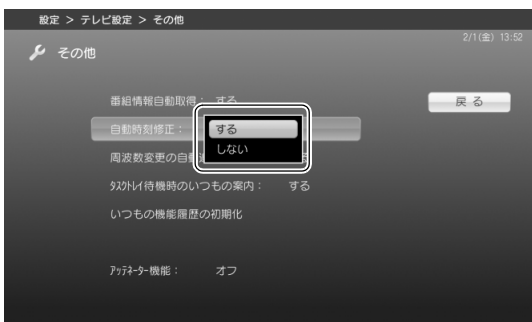 設定 > テレビ設定 > その他
2/1(金) 13:52
その他
番組情報自動取得： する
戻る
自動時刻修正：
する
しない
周波数変更の自動
ﾀｽｸﾄﾚｲ待機時のいつもの案内： する
いつもの機能履歴の初期化
ｱｯﾃﾈｰﾀｰ機能： オフ